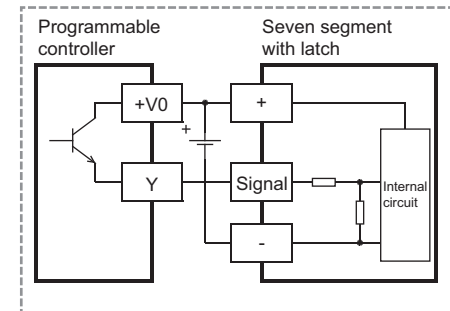 Programmable
controller
Seven segment
with latch
+V0
+
+
Y
Signal
Internal
circuit
-